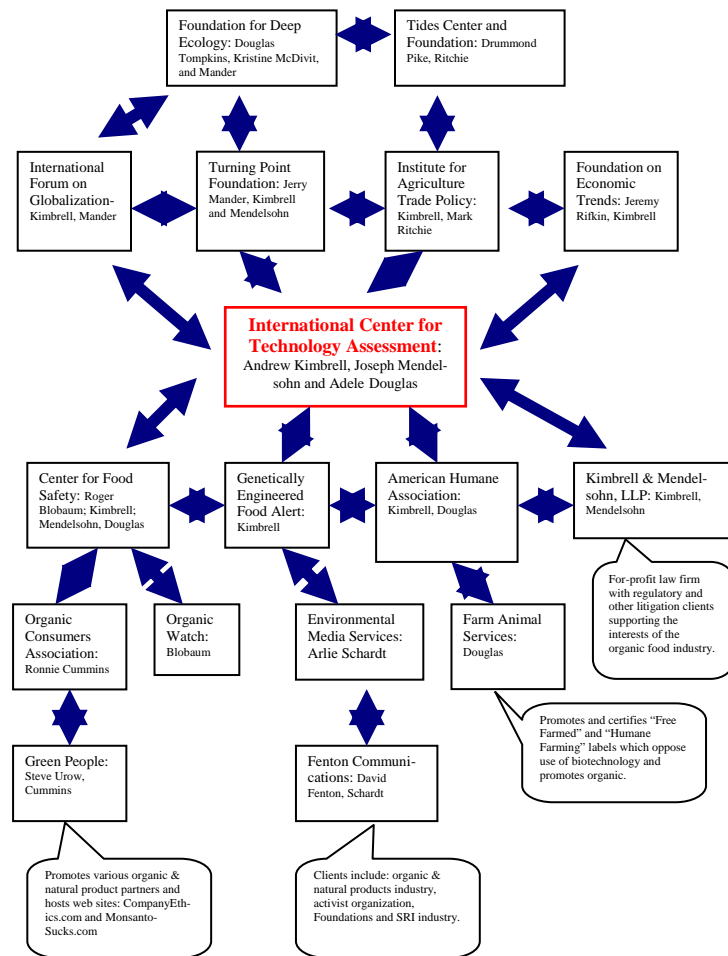 Foundation for Deep
Ecology: Douglas
Tompkins, Kristine McDivit,
and Mander
Tides Center and
Foundation: Drummond
Pike, Ritchie
International
Forum on
Globalization-
Kimbrell, Mander
Turning Point
Foundation: Jerry
Mander, Kimbrell
and Mendelsohn
Institute for
Agriculture
Trade Policy:
Kimbrell, Mark
Ritchie
Foundation on
Economic
Trends: Jeremy
Rifkin, Kimbrell
International Center for
Technology Assessment:
Andrew Kimbrell, Joseph Mendel-
sohn and Adele Douglas
Center for Food
Safety: Roger
Blobaum; Kimbrell;
Mendelsohn, Douglas
Genetically
Engineered
Food Alert:
Kimbrell
American Humane
Association:
Kimbrell, Douglas
Kimbrell & Mendel-
sohn, LLP: Kimbrell,
Mendelsohn
For-profit law firm
with regulatory and
other litigation clients
supporting the
interests of the
organic food industry.
Organic
Consumers
Association:
Ronnie Cummins
Organic
Watch:
Blobaum
Environmental
Media Services:
Arlie Schardt
Farm Animal
Services:
Douglas
Promotes and certifies “Free
Farmed” and “Humane
Farming” labels which oppose
use of biotechnology and
promotes organic.
Green People:
Steve Urow,
Cummins
Fenton Communi-
cations: David
Fenton, Schardt
Promotes various organic &
natural product partners and
hosts web sites: CompanyEth-
ics.com and Monsanto-
Sucks.com
Clients include: organic &
natural products industry,
activist organization,
Foundations and SRI industry.